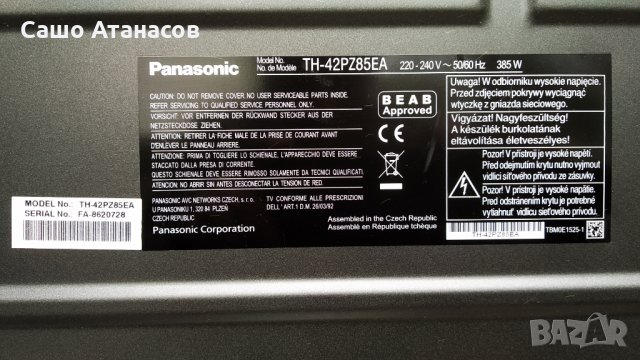 Сашо Атанасов
Panasonic
Model No.
No. de Modèle
TH-42PZ85EA
220 - 240 V ~ 50/60 Hz
385 W
CAUTION: DO NOT REMOVE COVER. NO USER SERVICEABLE PARTS INSIDE.
REFER SERVICING TO QUALIFIED SERVICE PERSONNEL ONLY.
VORSICHT: VOR ENTFERNEN DER RÜCKWAND STECKER AUS DER
NETZSTECKDOSE ZIEHEN.
ATTENTION: RETIRER LA FICHE MALE DE LA PRISE DE COURANT AVANT
D'ENLEVER LE PANNEAU ARRIERE.
ATTENZIONE: PRIMA DI TOGLIERE LO SCHIENALE, L'APPARECCHIO DEVE ESSERE
STACCATO DALLA PRESA DI CORRENTE.
QUESTO SCHIENALE DEVE ESSERE RIMOSSO SOLAMENTE DA TECNICI QUALIFICATI
ATENCION: NO ABRIR SIN ANTES DESCONECTAR LA TENSION DE RED.
BEAB
Approved
CE
Uwaga! W odbiorniku wysokie napięcie.
Przed zdjęciem pokrywy wyciągnąć
wtyczkę z gniazda sieciowego.
Vigyázat! Nagyfeszültség!
A készülék burkolatának
eltávolítása életveszélyes!
Pozor! V přístroji je vysoké napětí.
Před odejmutím krytu nutno vyjmout
vidlici síťového přívodu ze zásuvky.
Pozor! V prístroji je vysoké napätie.
Pred odobratím krytu je potrebné
vytiahnuť vidlicu sieťového prívodu.
PANASONIC AVC NETWORKS CZECH, s.r.o.
U PANASONIKU 1, 320 84 PLZEŇ
CZECH REPUBLIC
TV CONFORME ALLE PRESCRIZIONI
DELL' ART.1 D.M. 26/03/92
Panasonic Corporation
Assembled in the Czech Republic
Assemblé en République tchèque
TH-42PZ85EA
TBM0E1525-1
MODEL No.: TH-42PZ85EA
SERIAL No.: FA-8620728
BAZAR